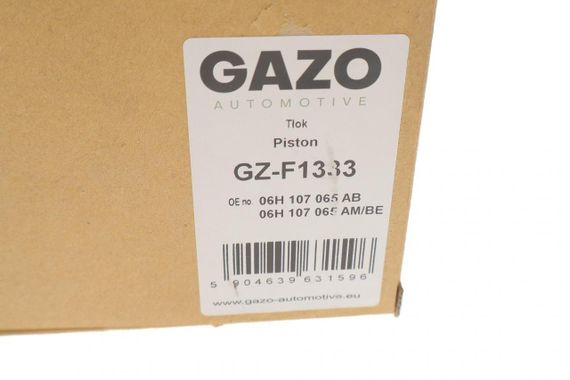 GAZO
AUTOMOTIVE
Tłok
Piston
GZ-F1333
OE no. 06H 107 065 AB
06H 107 065 AM/BE
5 904639 631596
www.gazo-automotive.eu